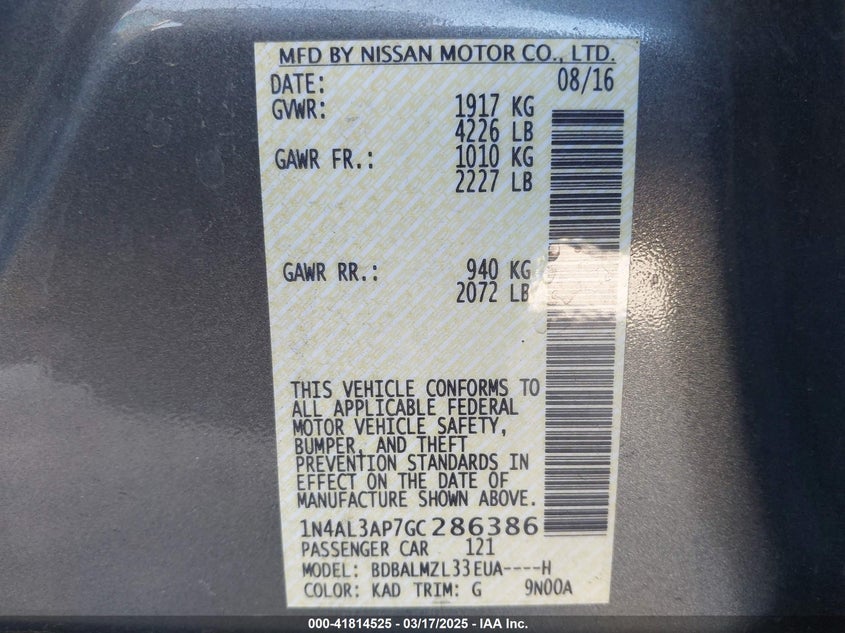 MFD BY NISSAN MOTOR CO., LTD.
DATE: 08/16
GVWR: 1917 KG
4226 LB
GAWR FR.: 1010 KG
2227 LB
GAWR RR.: 940 KG
2072 LB
THIS VEHICLE CONFORMS TO
ALL APPLICABLE FEDERAL
MOTOR VEHICLE SAFETY,
BUMPER, AND THEFT
PREVENTION STANDARDS IN
EFFECT ON THE DATE OF
MANUFACTURE SHOWN ABOVE.
1N4AL3AP7GC286386
PASSENGER CAR 121
MODEL: BDBALMZL33EUA----H
COLOR: KAD TRIM: G 9N00A
000-41814525 - 03/17/2025 - IAA, Inc.